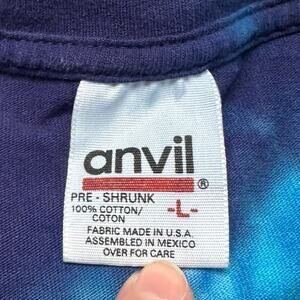 anvil
®
PRE - SHRUNK
100% COTTON/
COTON
-L-
FABRIC MADE IN U.S.A.
ASSEMBLED IN MEXICO
OVER FOR CARE